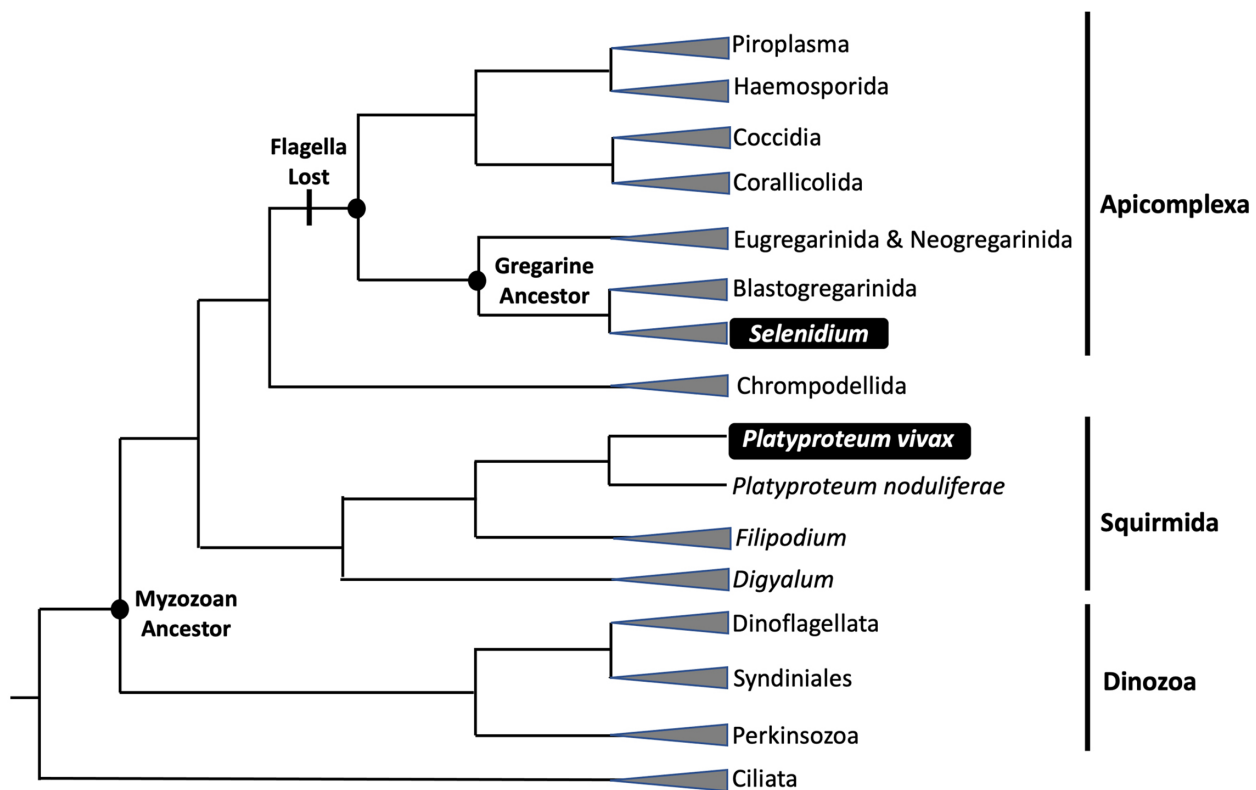 Piroplasma
Haemosporida
Flagella
Lost
Coccidia
Corallicolida
Apicomplexa
Eugregarinida & Neogregarinida
Gregarine
Ancestor
Blastogregarinida
Selenidium
Chrompodellida
Platyproteum vivax
Platyproteum noduliferae
Squirmida
Filipodium
Digyalum
Myzozoan
Ancestor
Dinoflagellata
Syndiniales
Dinozoa
Perkinsozoa
Ciliata